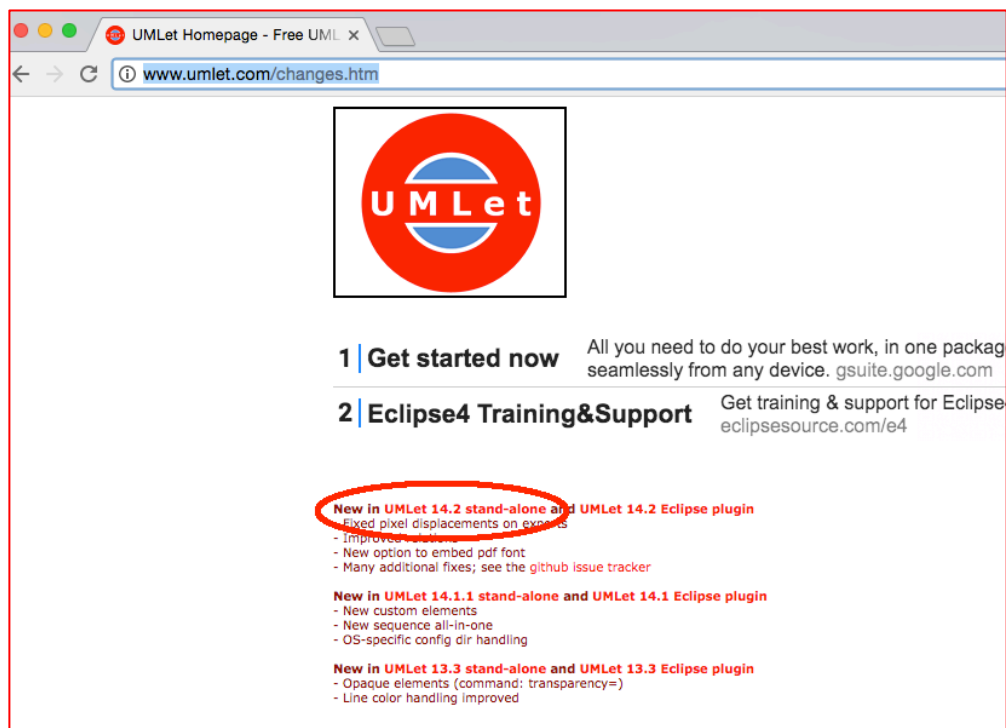 UMLet Homepage - Free UML
www.umlet.com/changes.htm
UMLet
1 Get started now
All you need to do your best work, in one packag
seamlessly from any device. gsuite.google.com
2 Eclipse4 Training&Support
Get training & support for Eclipse
eclipsesource.com/e4
New in UMLet 14.2 stand-alone and UMLet 14.2 Eclipse plugin
- Fixed pixel displacements on exports
- Improved relations
- New option to embed pdf font
- Many additional fixes; see the github issue tracker
New in UMLet 14.1.1 stand-alone and UMLet 14.1 Eclipse plugin
- New custom elements
- New sequence all-in-one
- OS-specific config dir handling
New in UMLet 13.3 stand-alone and UMLet 13.3 Eclipse plugin
- Opaque elements (command: transparency=)
- Line color handling improved